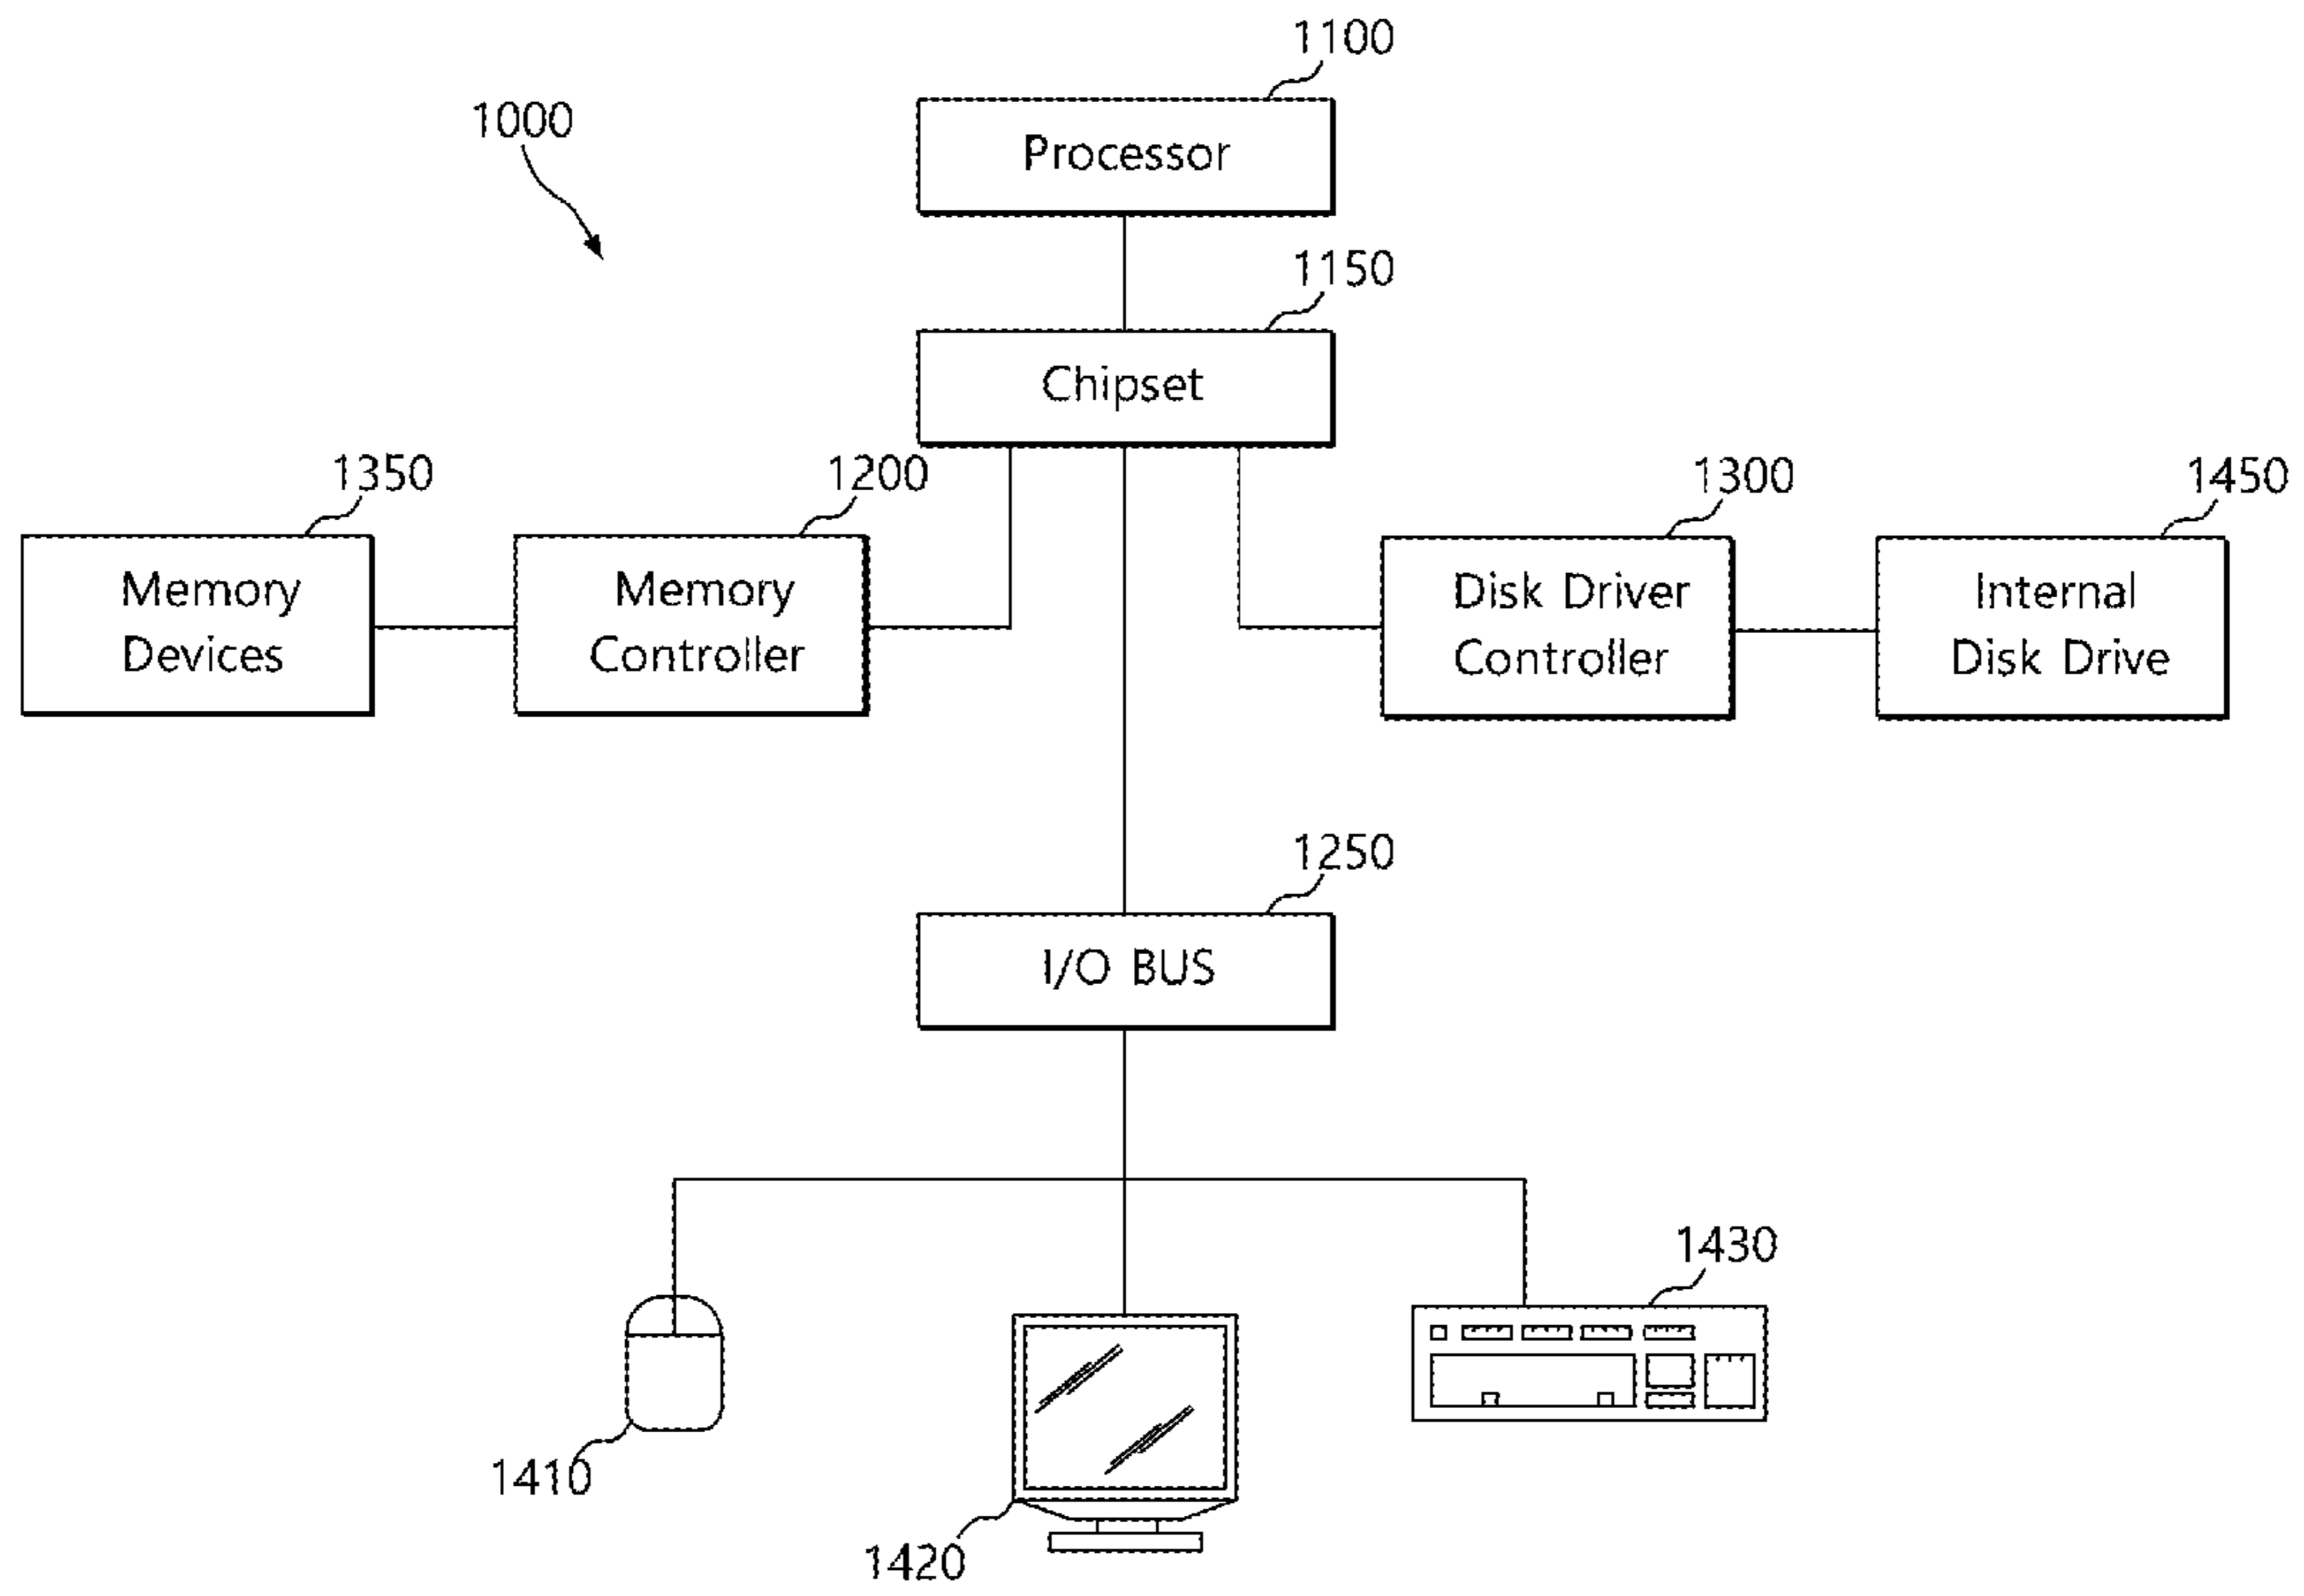 1100
1000
Processor
1150
Chipset
1350
1200
1300
1450
Memory
Devices
Memory
Controller
Disk Driver
Controller
Internal
Disk Drive
1250
I/O BUS
1430
1410
1420